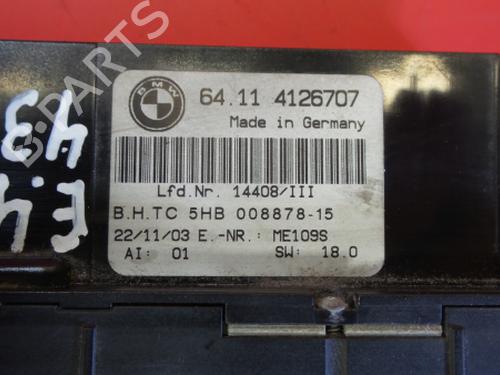 B-PARTS
BMW
64.11 4126707
Made in Germany
Lfd.Nr. 14408/III
B.H.TC 5HB 008878-15
22/11/03 E.-NR.: ME109S
AI: 01 SW: 18.0